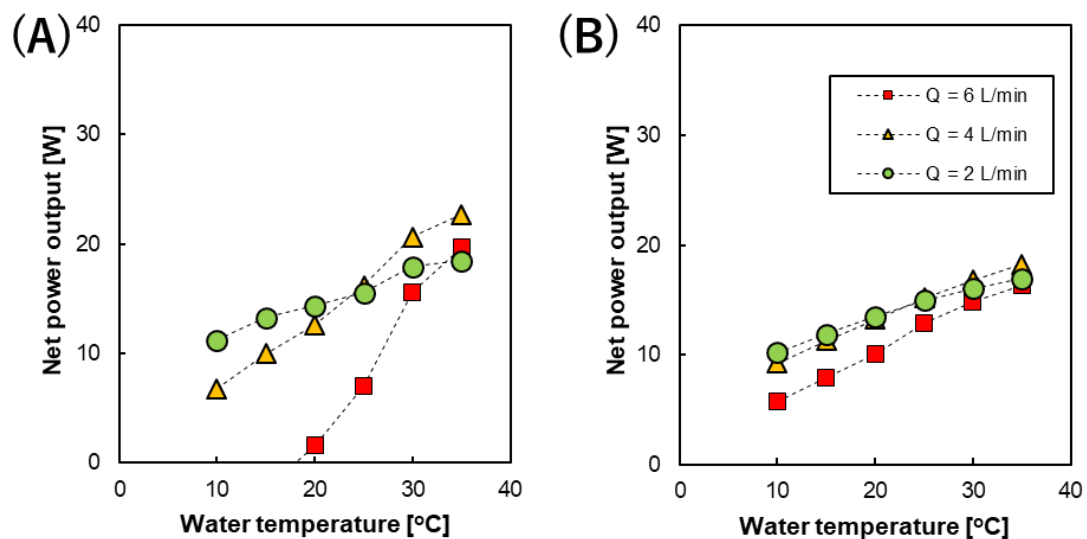 (A)
Net power output [W]
40
30
20
10
0
0 10 20 30 40
Water temperature [°C]
(B)
Net power output [W]
40
30
20
10
0
Q = 6 L/min
Q = 4 L/min
Q = 2 L/min
0 10 20 30 40
Water temperature [°C]